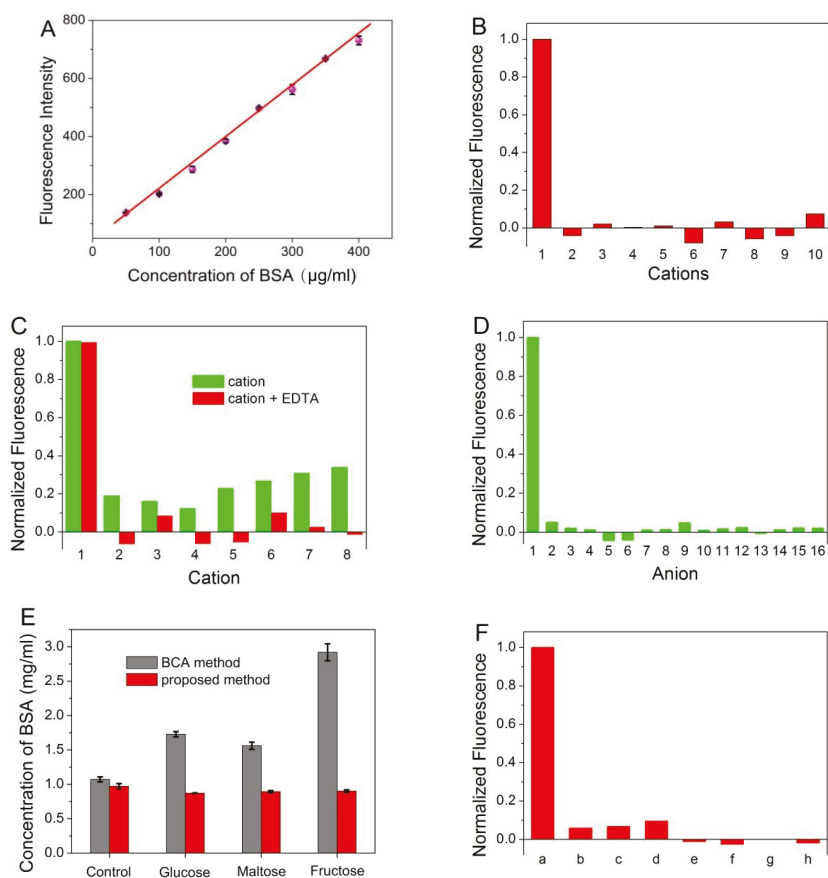 A
Fluorescence Intensity
800
600
400
200
0
100
200
300
400
Concentration of BSA (μg/ml)
B
Normalized Fluorescence
1.0
0.8
0.6
0.4
0.2
0.0
1 2 3 4 5 6 7 8 9 10
Cations
C
Normalized Fluorescence
1.0
0.8
0.6
0.4
0.2
0.0
cation
cation + EDTA
1 2 3 4 5 6 7 8
Cation
D
Normalized Fluorescence
1.0
0.8
0.6
0.4
0.2
0.0
1 2 3 4 5 6 7 8 9 10 11 12 13 14 15 16
Anion
E
Concentration of BSA (mg/ml)
3.0
2.5
2.0
1.5
1.0
0.5
0.0
BCA method
proposed method
Control Glucose Maltose Fructose
F
Normalized Fluorescence
1.0
0.8
0.6
0.4
0.2
0.0
a b c d e f g h